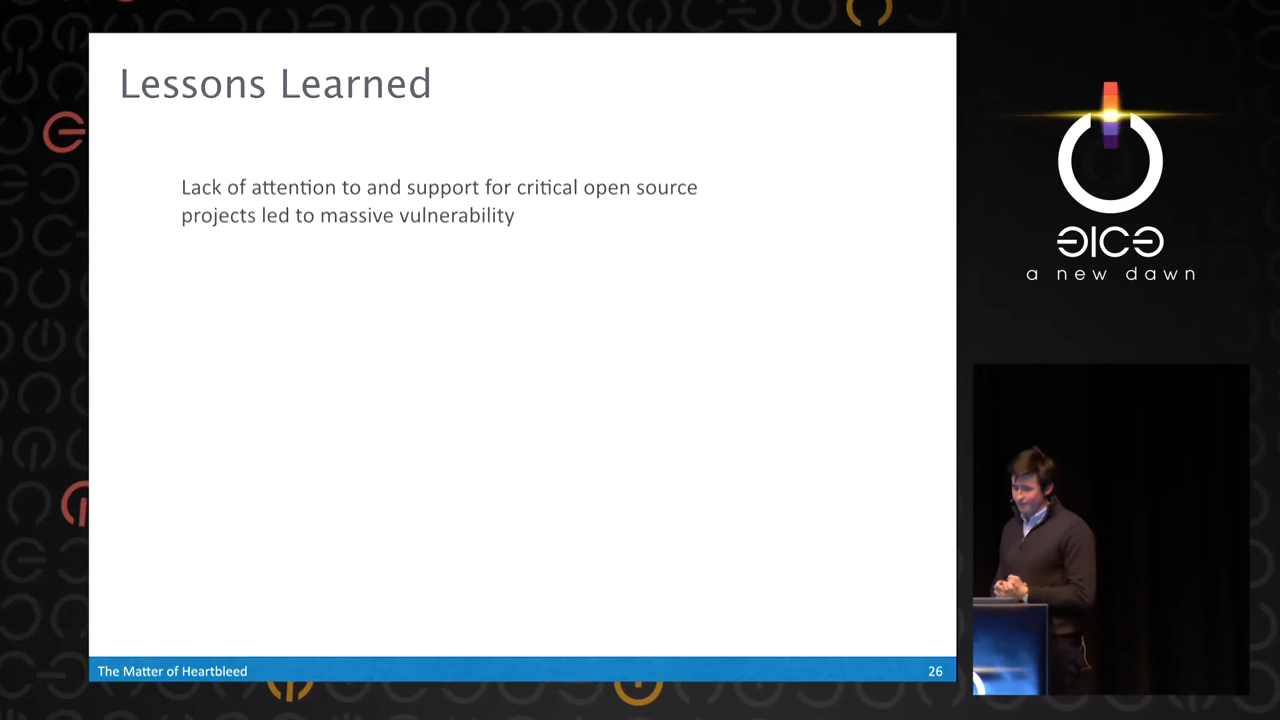 Lessons Learned
Lack of attention to and support for critical open source
projects led to massive vulnerability
The Matter of Heartbleed
26
a new dawn